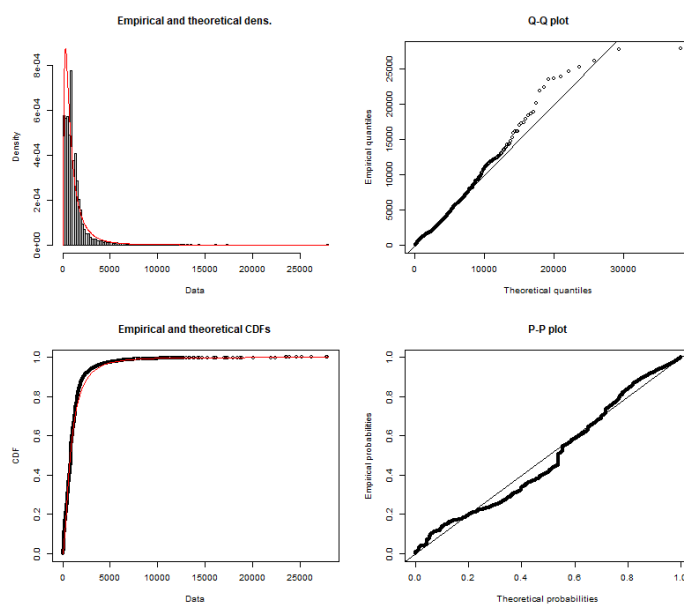 Empirical and theoretical dens.
Density
0e+00 2e-04 4e-04 6e-04 8e-04
0 5000 10000 15000 20000 25000
Data
Q-Q plot
Empirical quantiles
0 5000 10000 15000 20000 25000
0 10000 20000 30000
Theoretical quantiles
Empirical and theoretical CDFs
CDF
0.0 0.2 0.4 0.6 0.8 1.0
0 5000 10000 15000 20000 25000
Data
P-P plot
Empirical probabilities
0.0 0.2 0.4 0.6 0.8 1.0
0.0 0.2 0.4 0.6 0.8 1.0
Theoretical probabilities